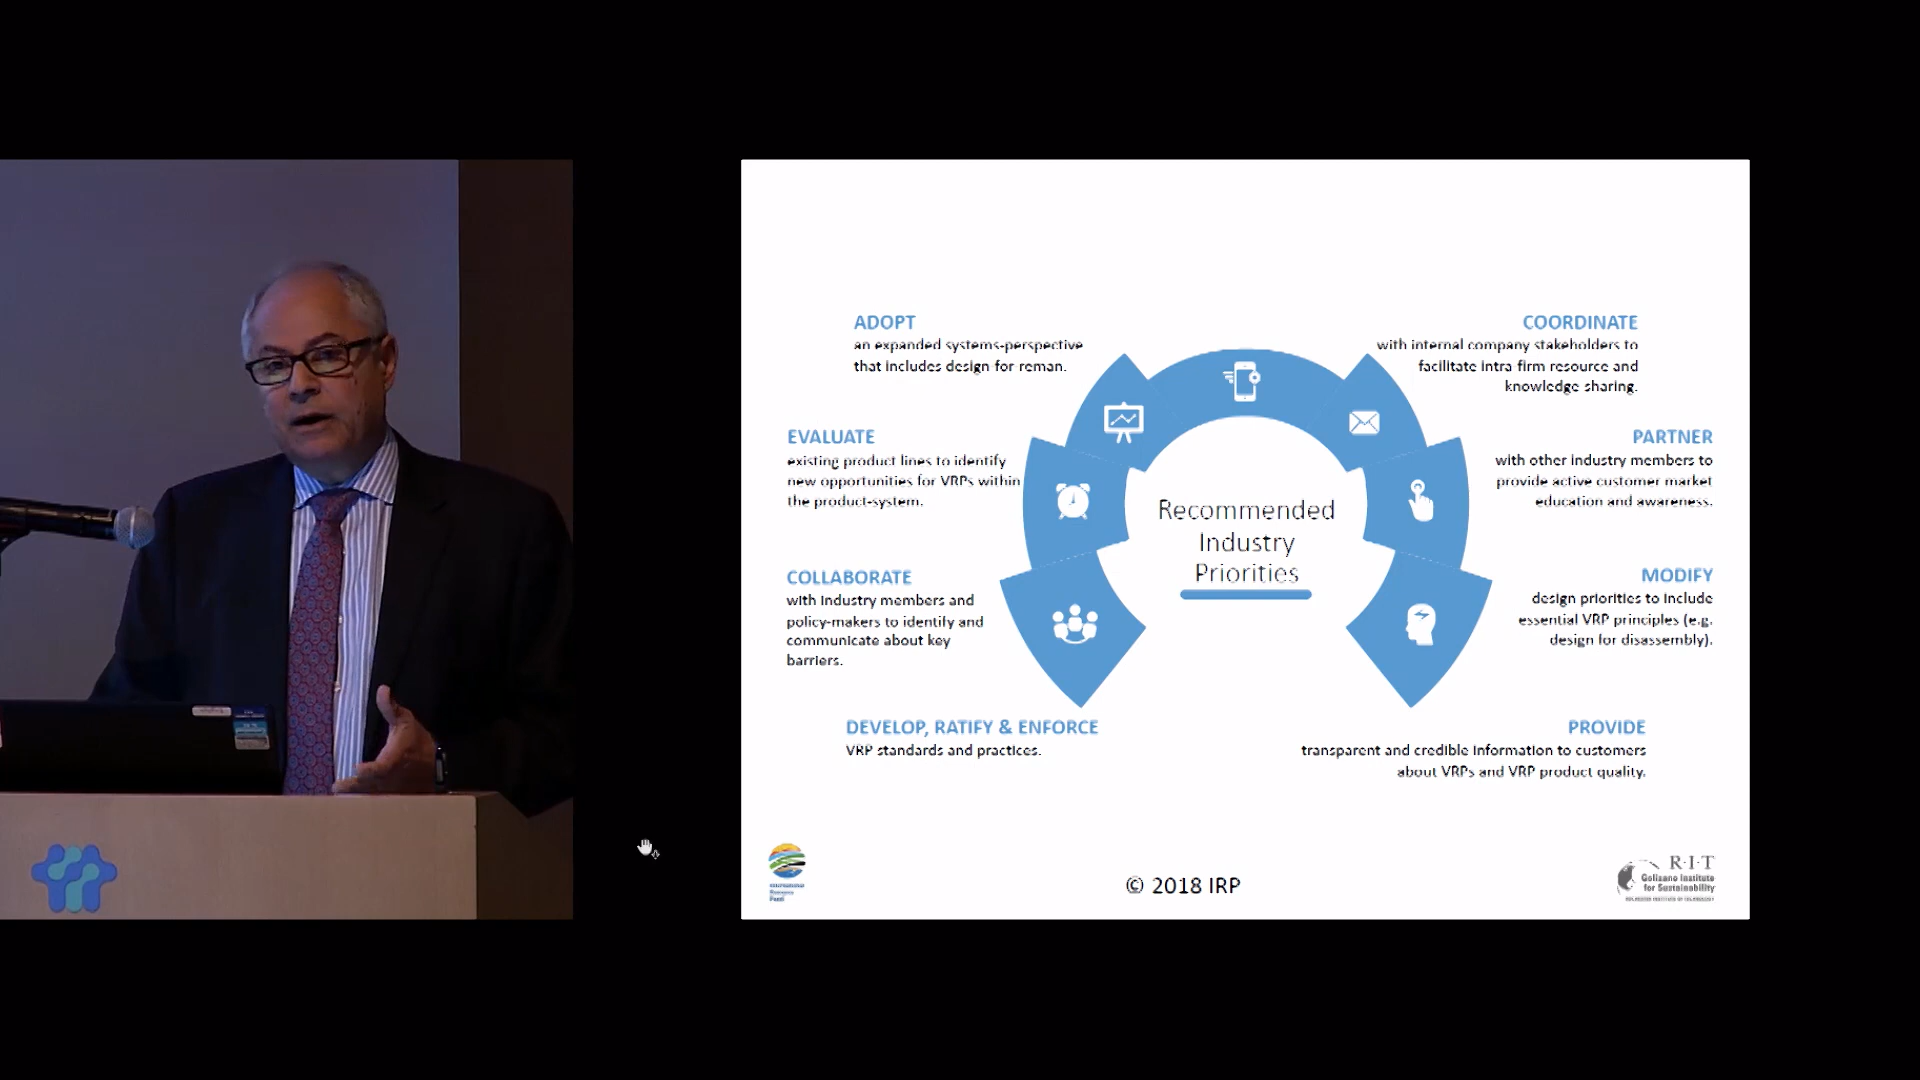 ADOPT
an expanded systems-perspective
that includes design for reman.
EVALUATE
existing product lines to identify
new opportunities for VRPs within
the product-system.
COLLABORATE
with industry members and
policy-makers to identify and
communicate about key
barriers.
DEVELOP, RATIFY & ENFORCE
VRP standards and practices.
Recommended
Industry
Priorities
COORDINATE
with internal company stakeholders to
facilitate intra firm resource and
knowledge sharing.
PARTNER
with other industry members to
provide active customer market
education and awareness.
MODIFY
design priorities to include
essential VRP principles (e.g.
design for disassembly).
PROVIDE
transparent and credible information to customers
about VRPs and VRP product quality.
© 2018 IRP
R·I·T
Golisano Institute
for Sustainability